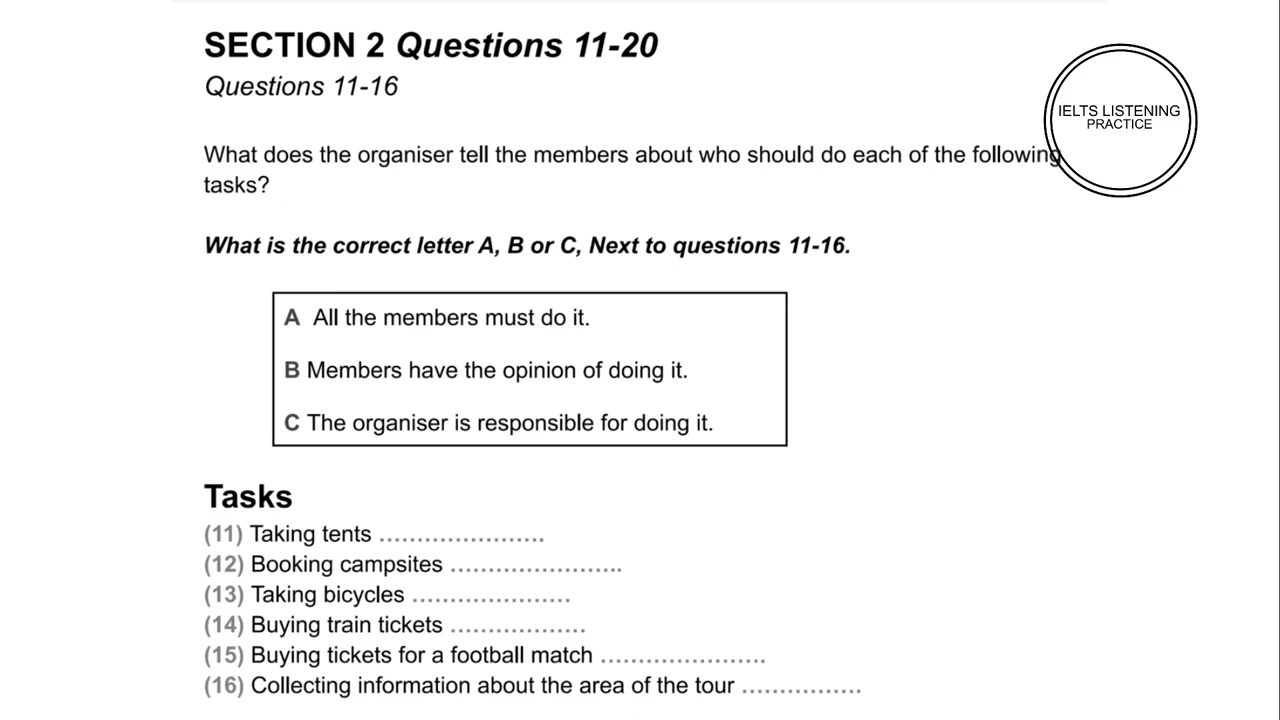 SECTION 2 Questions 11-20
Questions 11-16
IELTS LISTENING
PRACTICE
What does the organiser tell the members about who should do each of the following
tasks?
What is the correct letter A, B or C, Next to questions 11-16.
A All the members must do it.
B Members have the opinion of doing it.
C The organiser is responsible for doing it.
Tasks
(11) Taking tents ......................
(12) Booking campsites .......................
(13) Taking bicycles .....................
(14) Buying train tickets ..................
(15) Buying tickets for a football match ......................
(16) Collecting information about the area of the tour ................